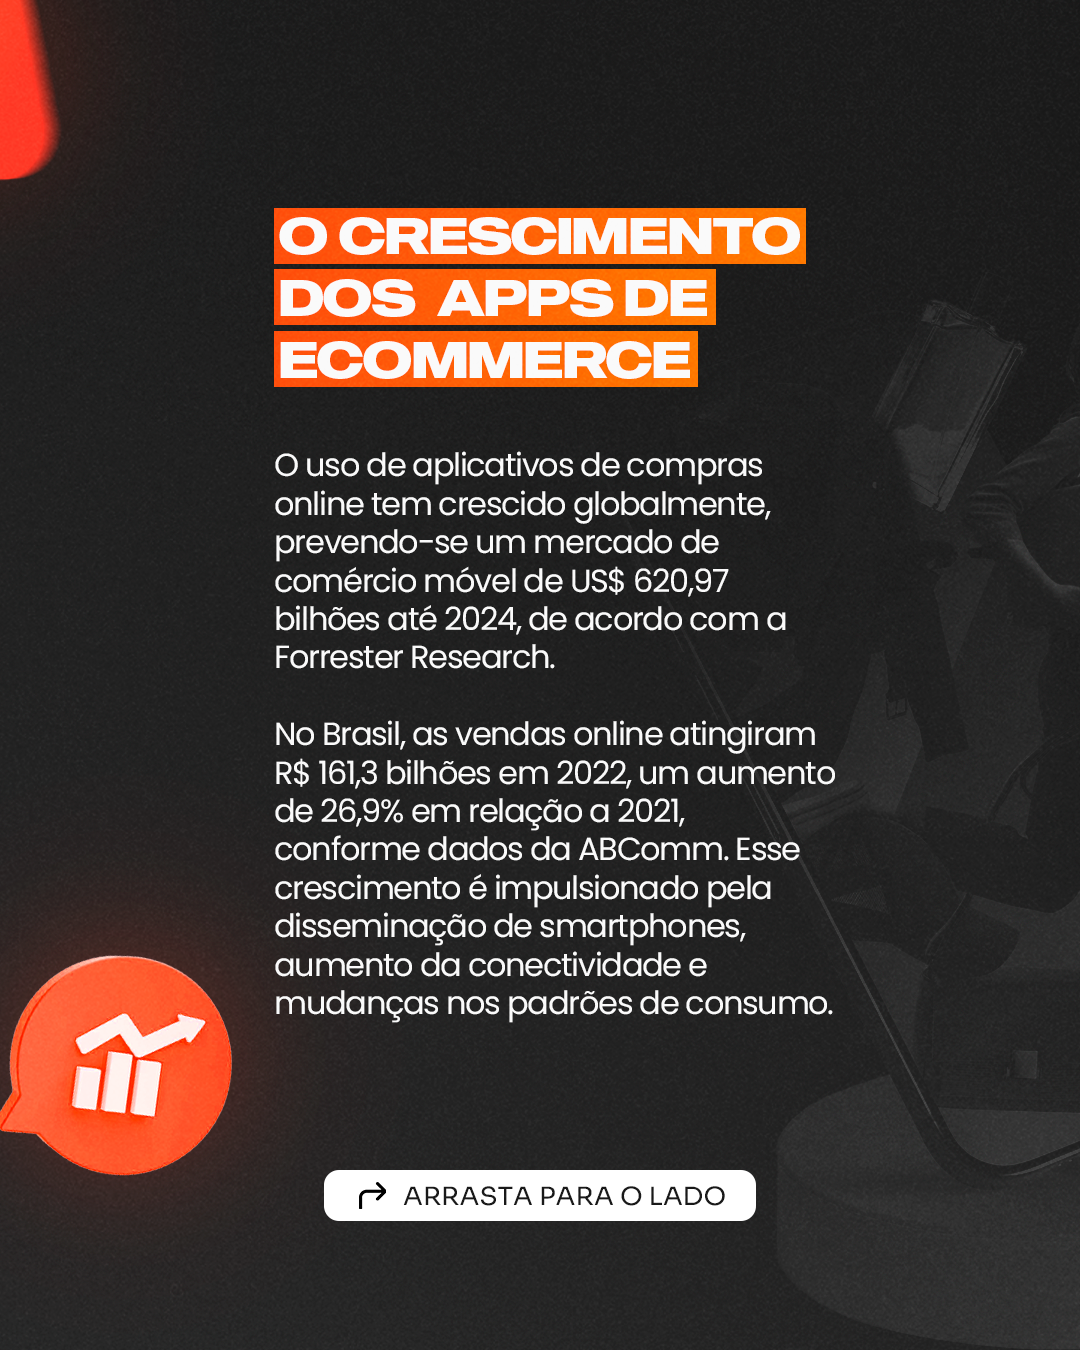 O CRESCIMENTO
DOS  APPS DE
ECOMMERCE
O uso de aplicativos de compras
online tem crescido globalmente,
prevendo-se um mercado de
comércio móvel de US$ 620,97
bilhões até 2024, de acordo com a
Forrester Research.
No Brasil, as vendas online atingiram
R$ 161,3 bilhões em 2022, um aumento
de 26,9% em relação a 2021,
conforme dados da ABComm. Esse
crescimento é impulsionado pela
disseminação de smartphones,
aumento da conectividade e
mudanças nos padrões de consumo.
ARRASTA PARA O LADO